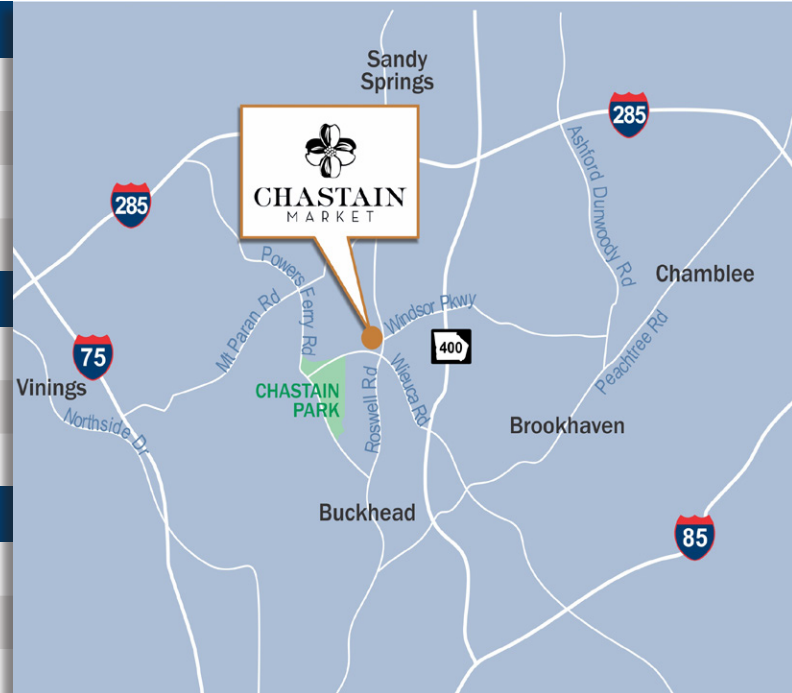 Sandy
Springs
285
CHASTAIN
MARKET
285
Ashford Dunwoody Rd
Chamblee
Powers Ferry Rd
Mt Paran Rd
Windsor Pkwy
400
75
Vinings
Northside Dr
CHASTAIN
PARK
Roswell Rd
Wieuca Rd
Peachtree Rd
Brookhaven
Buckhead
85